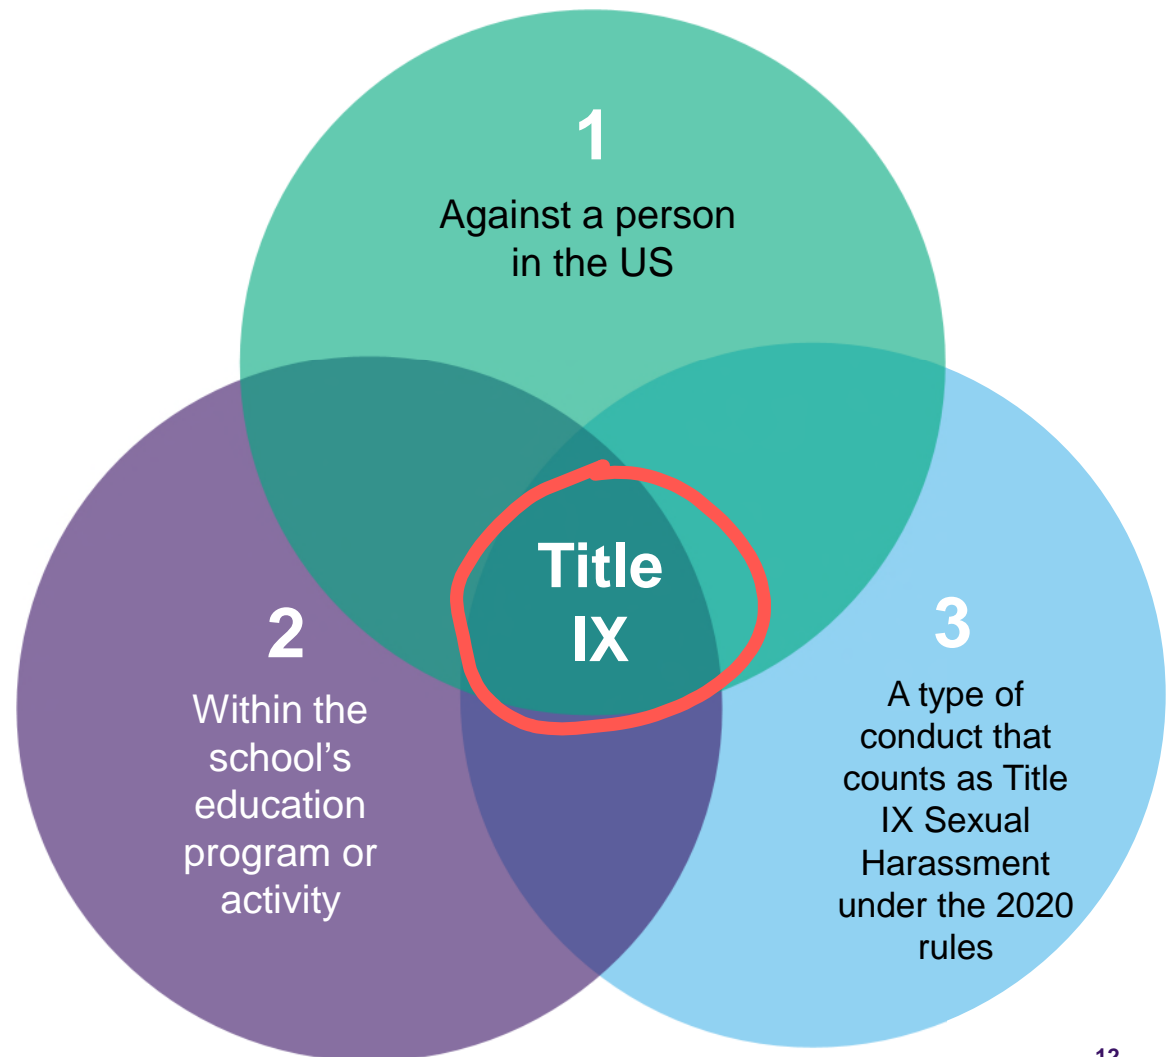 1
Against a person
in the US
Title
IX
2
Within the
school’s
education
program or
activity
3
A type of
conduct that
counts as Title
IX Sexual
Harassment
under the 2020
rules
12